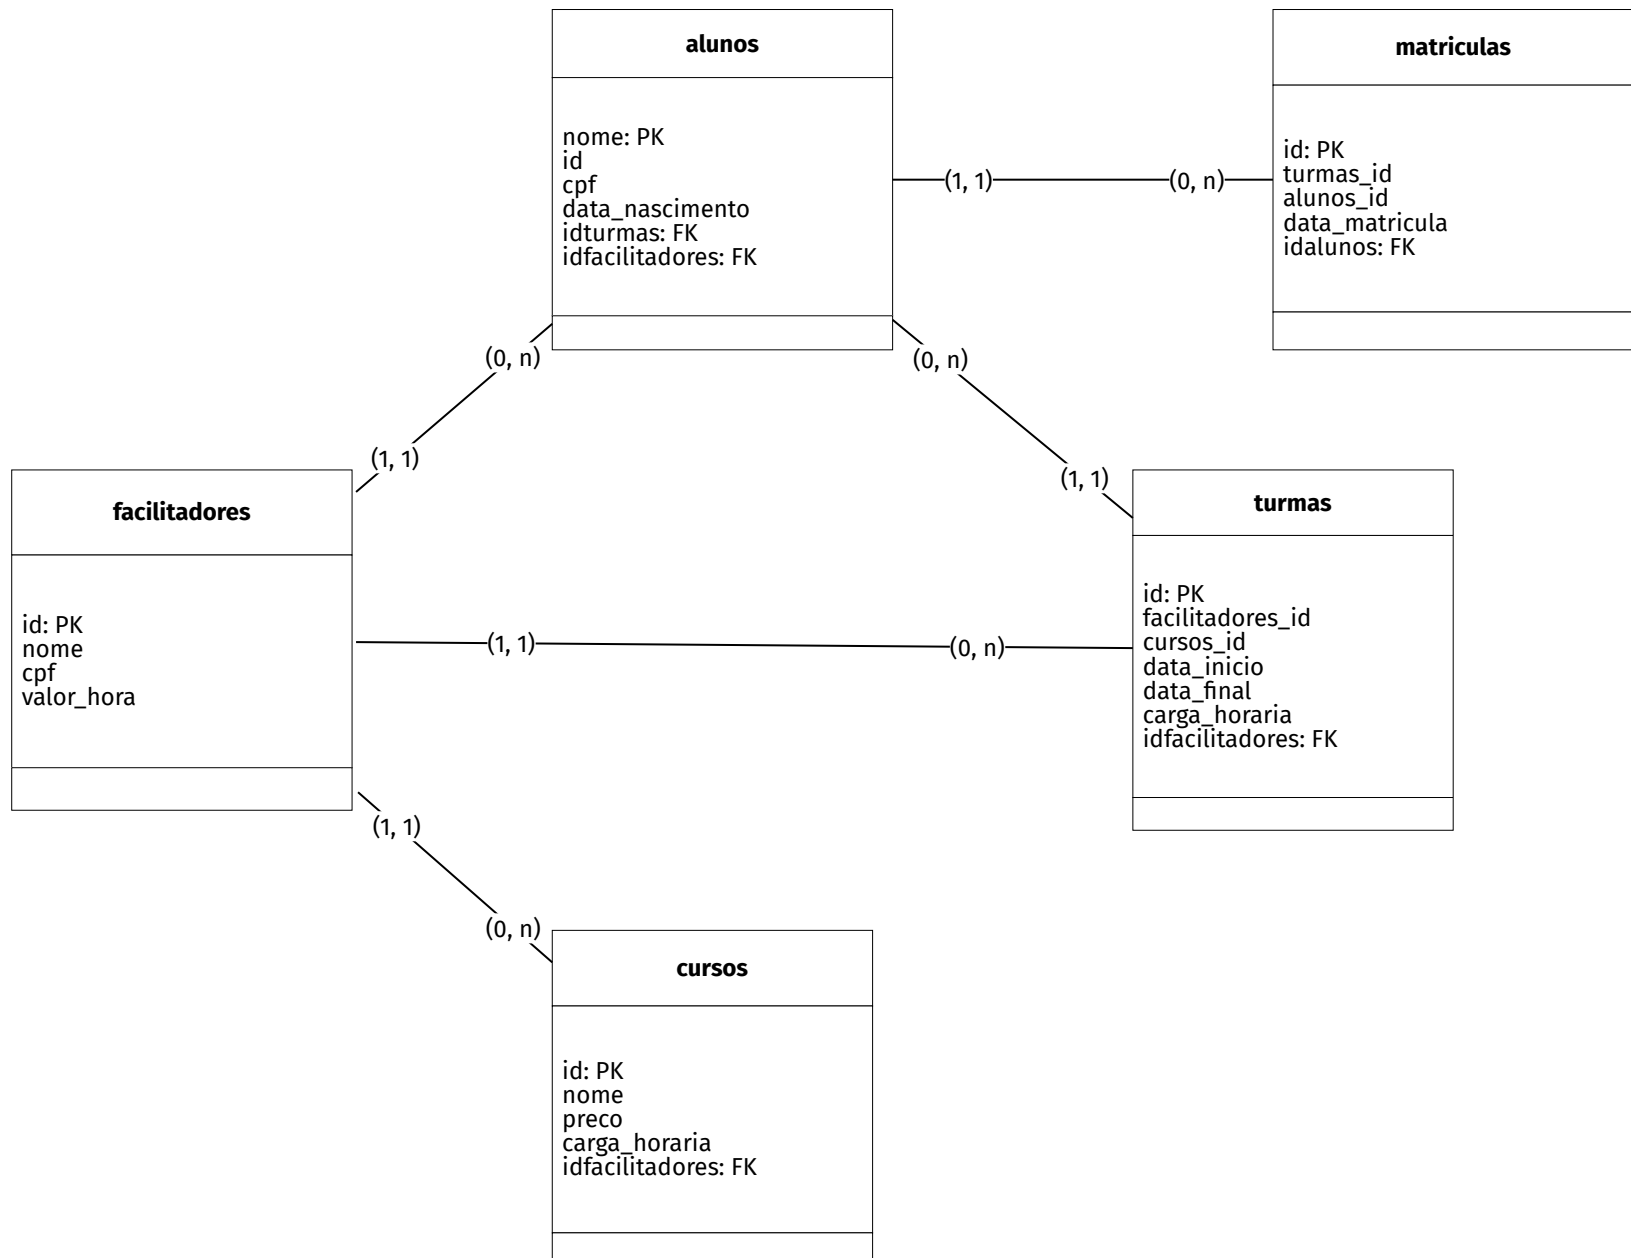 alunos
nome: PK
id
cpf
data_nascimento
idturmas: FK
idfacilitadores: FK
matriculas
id: PK
turmas_id
alunos_id
data_matricula
idalunos: FK
(1, 1)
(0, n)
(0, n)
(1, 1)
(0, n)
(1, 1)
facilitadores
id: PK
nome
cpf
valor_hora
turmas
id: PK
facilitadores_id
cursos_id
data_inicio
data_final
carga_horaria
idfacilitadores: FK
(1, 1)
(0, n)
(1, 1)
(0, n)
cursos
id: PK
nome
preco
carga_horaria
idfacilitadores: FK